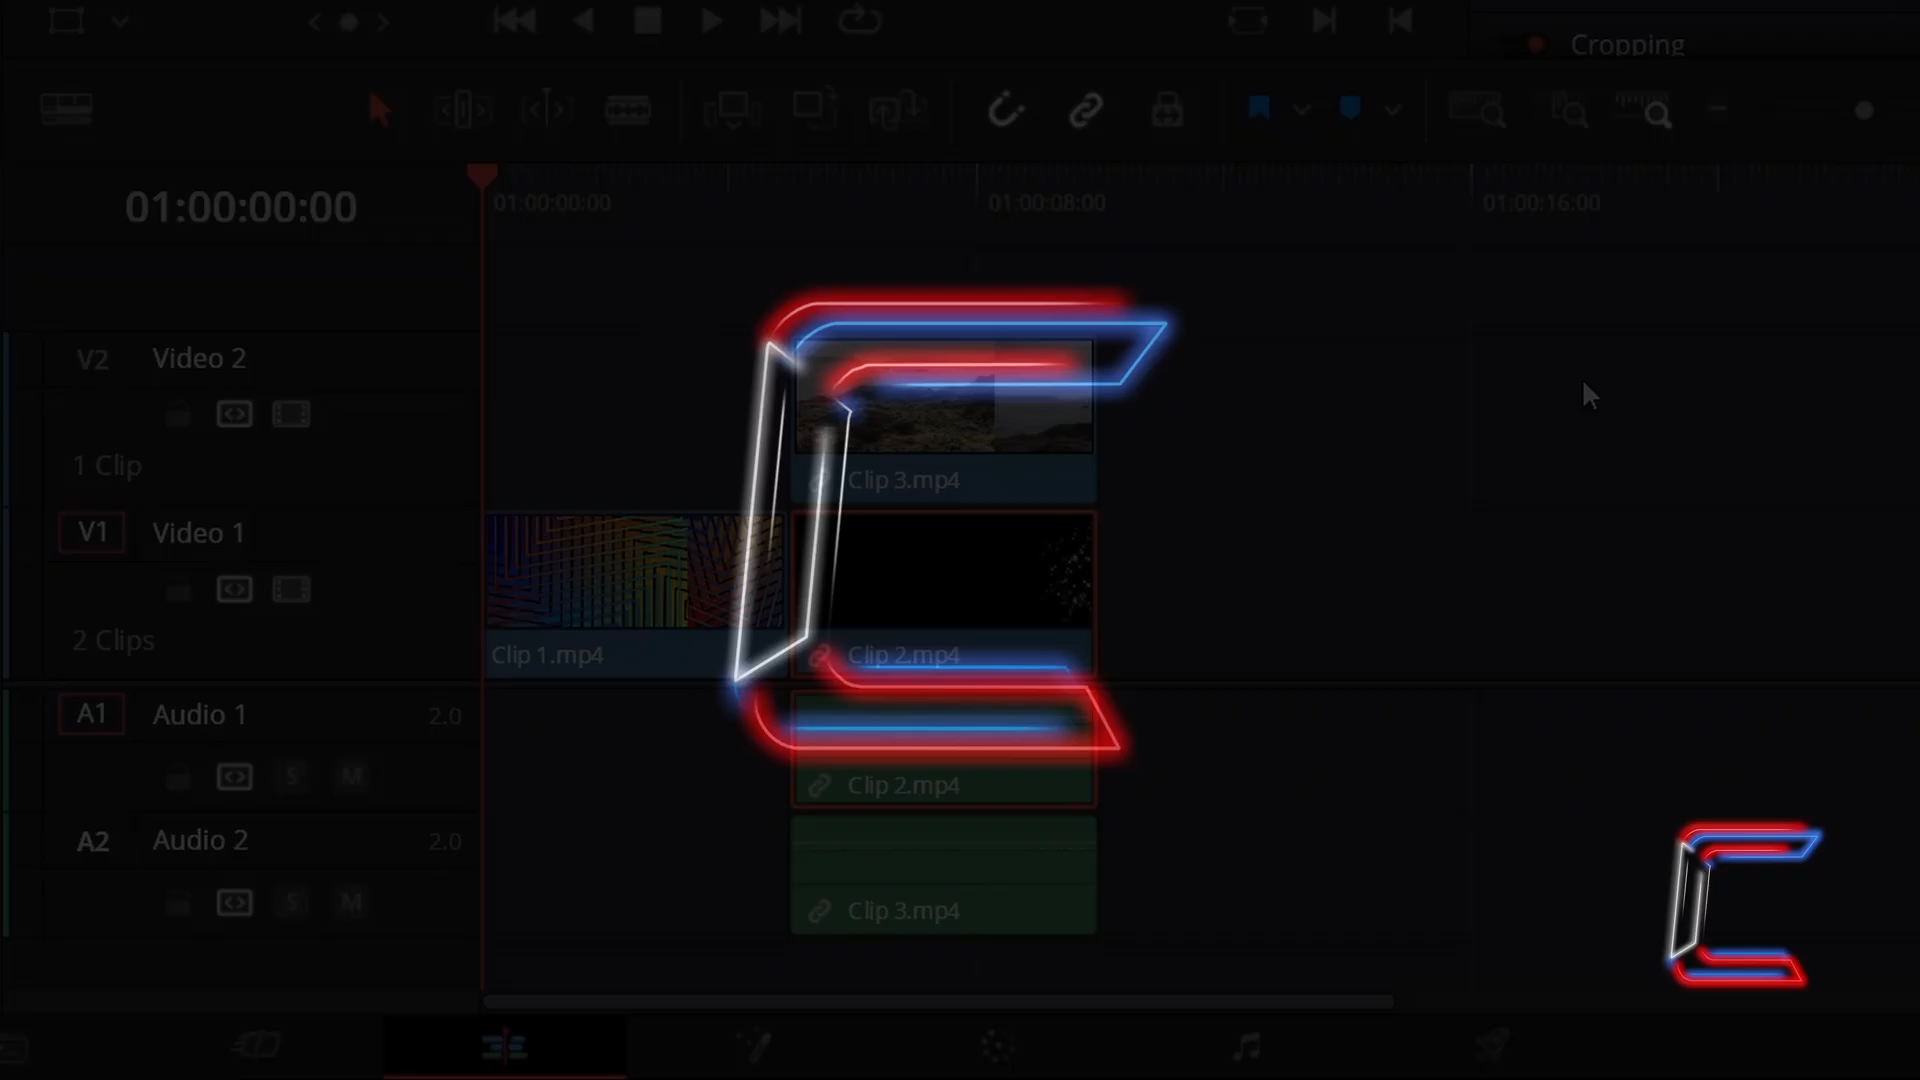 Cropping
01:00:00:00
01:00:00:00
01:00:08:00
01:00:16:00
V2 Video 2
1 Clip
Clip 3.mp4
V1 Video 1
2 Clips
Clip 1.mp4
Clip 2.mp4
A1 Audio 1 2.0
S M
Clip 2.mp4
A2 Audio 2 2.0
S M
Clip 3.mp4